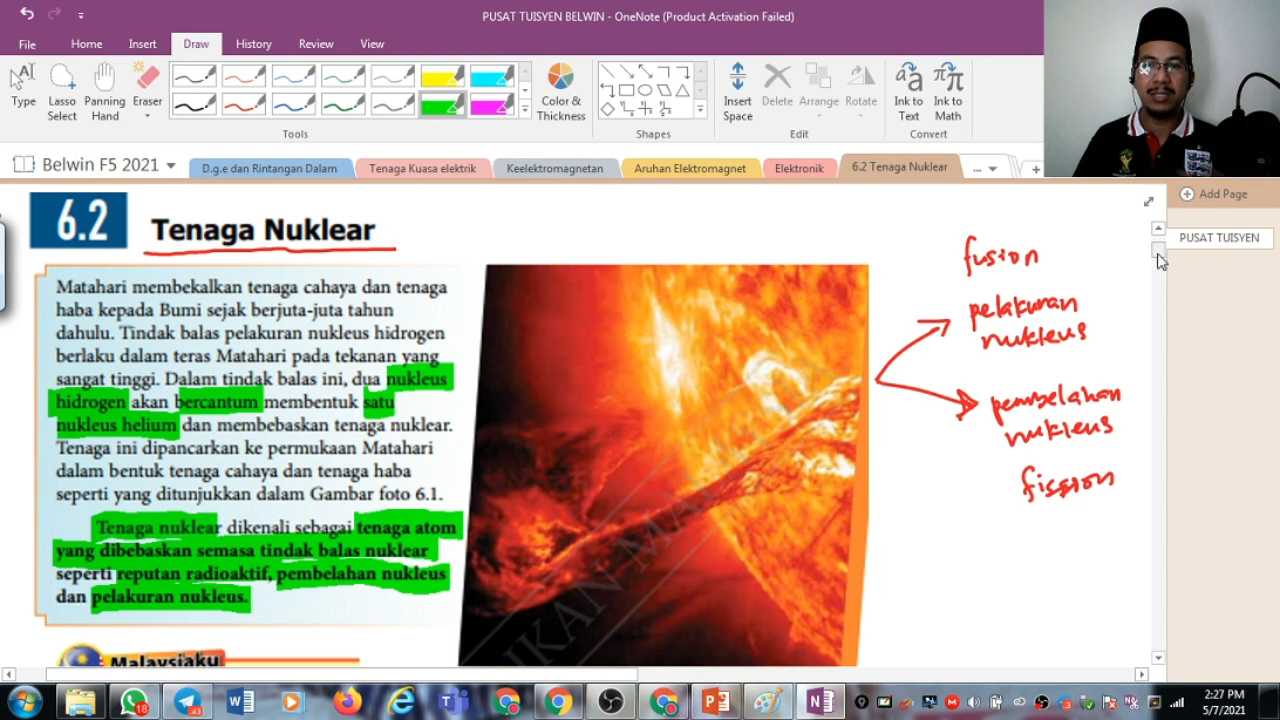 PUSAT TUISYEN BELWIN - OneNote (Product Activation Failed)
File Home Insert Draw History Review View
Type
Lasso Select
Panning Hand
Eraser
Color & Thickness
Insert Space
Delete
Arrange
Rotate
Ink to Text
Ink to Math
Tools
Shapes
Edit
Convert
Belwin F5 2021
D.g.e dan Rintangan Dalam
Tenaga Kuasa elektrik
Keelektromagnetan
Aruhan Elektromagnet
Elektronik
6.2 Tenaga Nuklear
...
Add Page
PUSAT TUISYEN
6.2 Tenaga Nuklear
Matahari membekalkan tenaga cahaya dan tenaga
haba kepada Bumi sejak berjuta-juta tahun
dahulu. Tindak balas pelakuran nukleus hidrogen
berlaku dalam teras Matahari pada tekanan yang
sangat tinggi. Dalam tindak balas ini, dua nukleus
hidrogen akan bercantum membentuk satu
nukleus helium dan membebaskan tenaga nuklear.
Tenaga ini dipancarkan ke permukaan Matahari
dalam bentuk tenaga cahaya dan tenaga haba
seperti yang ditunjukkan dalam Gambar foto 6.1.
Tenaga nuklear dikenali sebagai tenaga atom
yang dibebaskan semasa tindak balas nuklear
seperti reputan radioaktif, pembelahan nukleus
dan pelakuran nukleus.
Malaysiaku
fusion
pelakuran
nukleus
pembelahan
nukleus
fission
2:27 PM
5/7/2021